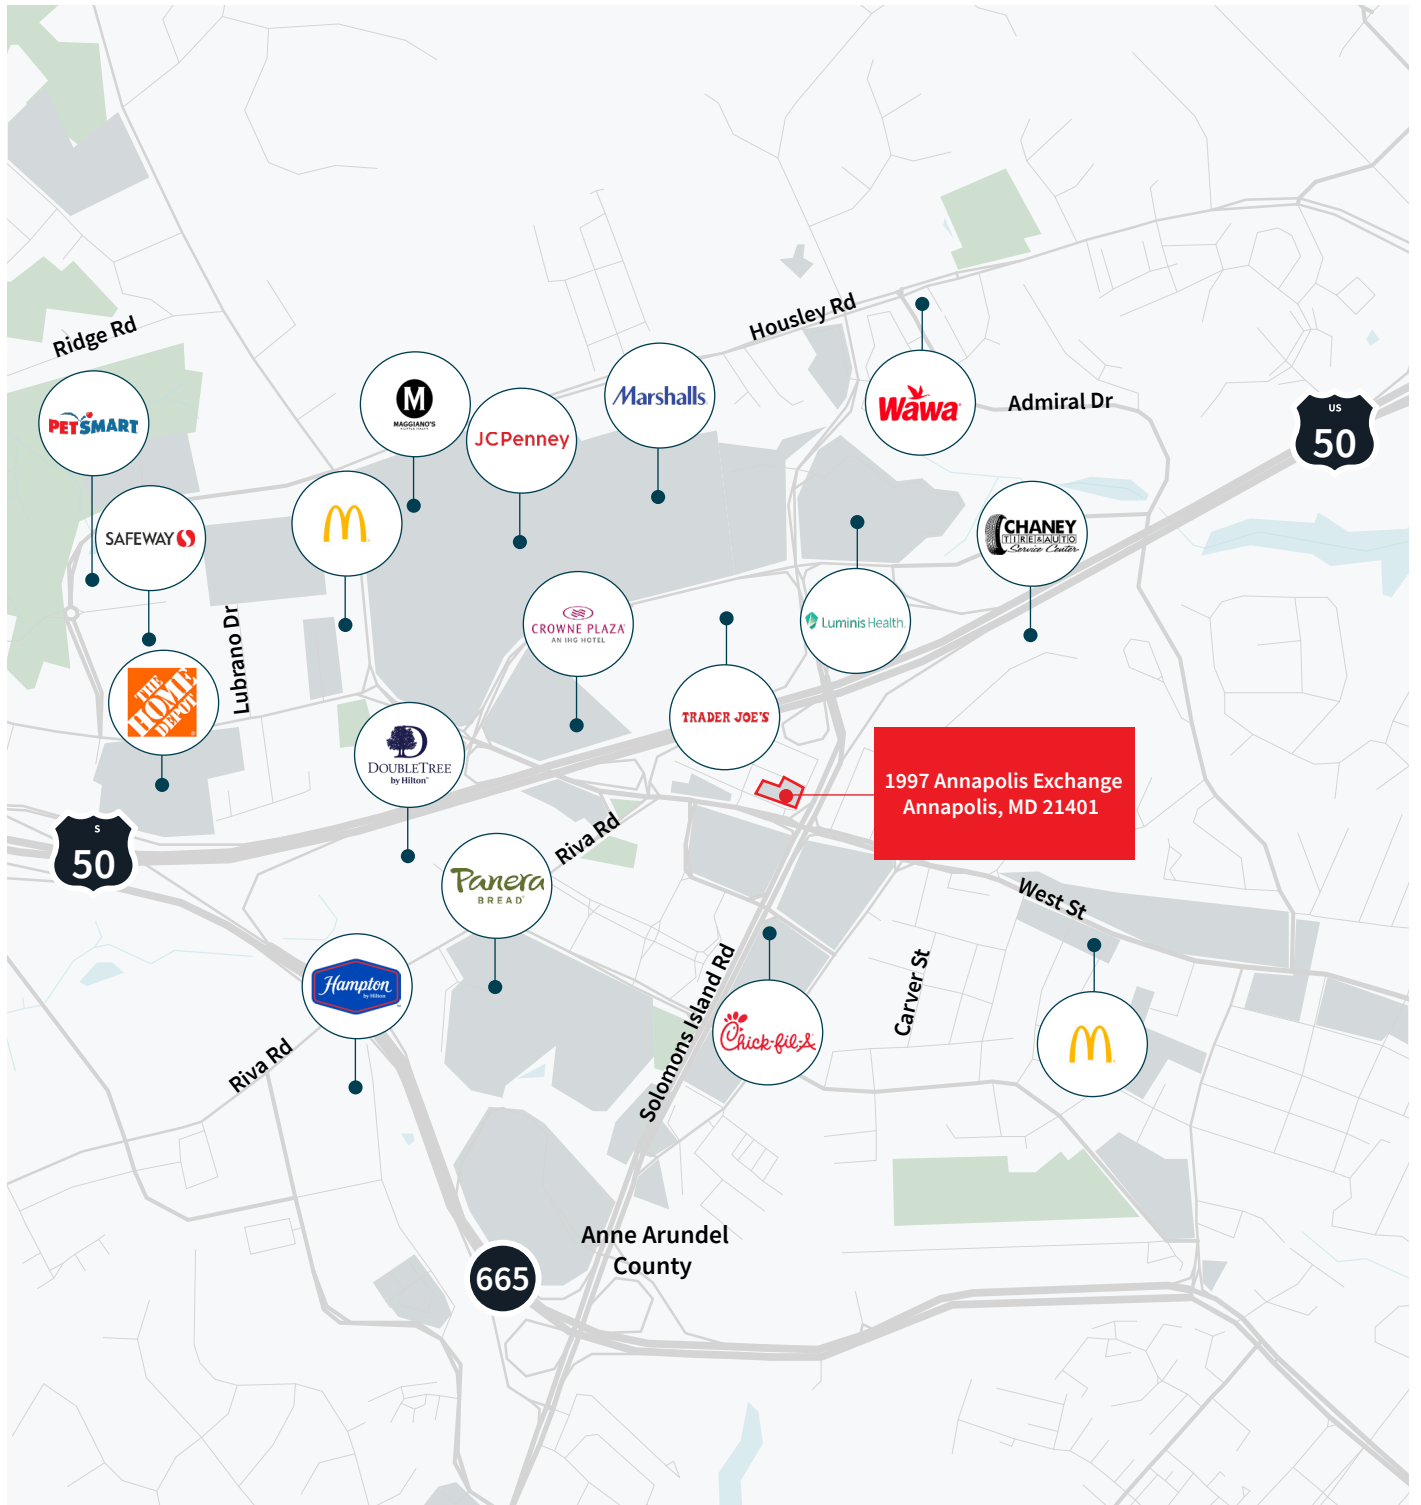 Housley Rd
Ridge Rd
PETSMART
M
MAGGIANO'S
JCPenney
Marshalls
Wawa
Admiral Dr
US
50
SAFEWAY
CHANEY
TIRE & AUTO
Service Center
CROWNE PLAZA
AN IHG HOTEL
Luminis Health
Lubrano Dr
THE
HOME
DEPOT
D
DOUBLETREE
by Hilton
TRADER JOE'S
1997 Annapolis Exchange
Annapolis, MD 21401
S
50
Riva Rd
Panera
BREAD
West St
Hampton
by Hilton
Solomons Island Rd
Carver St
Chick-fil-A
Riva Rd
Anne Arundel
County
665